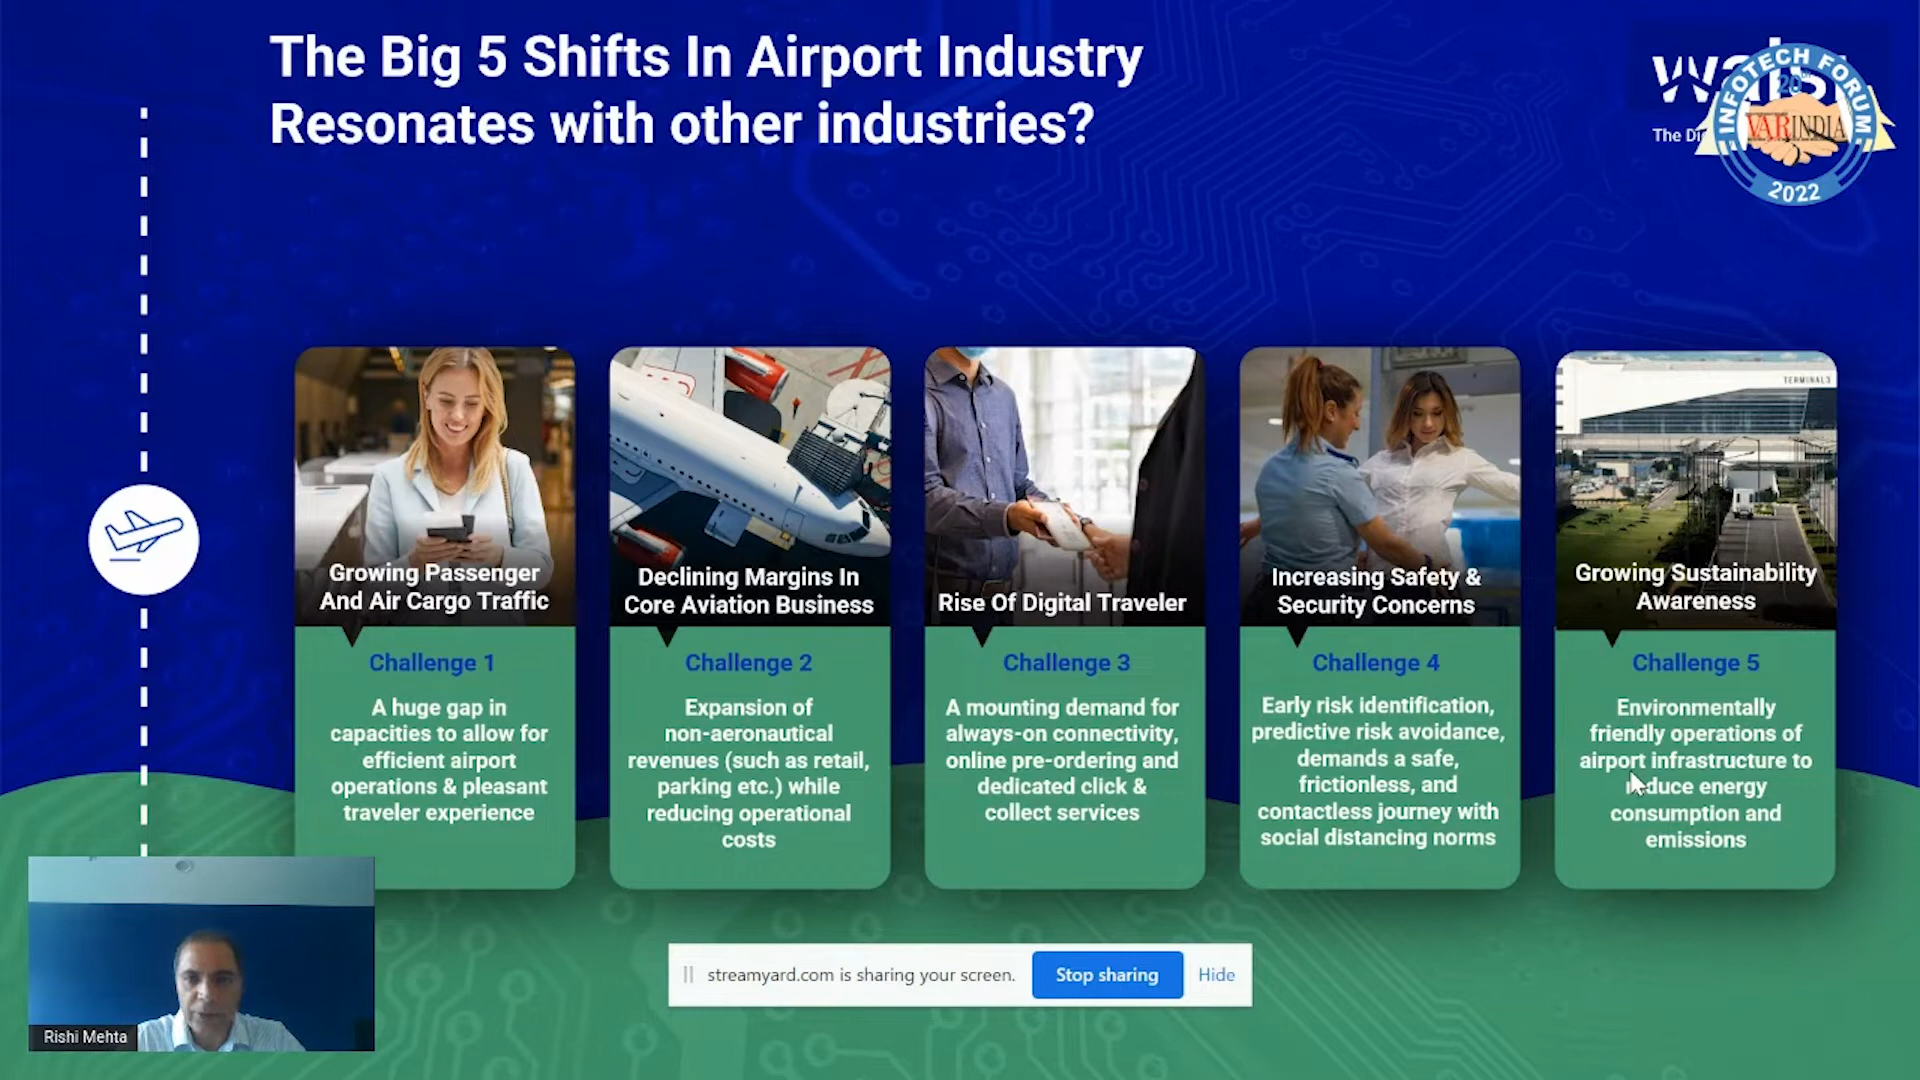 The Big 5 Shifts In Airport Industry
Resonates with other industries?
INFOTECH FORUM
20
VARINDIA
2022
The
TERMINAL3
Growing Passenger
And Air Cargo Traffic
Challenge 1
A huge gap in
capacities to allow for
efficient airport
operations & pleasant
traveler experience
Declining Margins In
Core Aviation Business
Challenge 2
Expansion of
non-aeronautical
revenues (such as retail,
parking etc.) while
reducing operational
costs
Rise Of Digital Traveler
Challenge 3
A mounting demand for
always-on connectivity,
online pre-ordering and
dedicated click &
collect services
Increasing Safety &
Security Concerns
Challenge 4
Early risk identification,
predictive risk avoidance,
demands a safe,
frictionless, and
contactless journey with
social distancing norms
Growing Sustainability
Awareness
Challenge 5
Environmentally
friendly operations of
airport infrastructure to
reduce energy
consumption and
emissions
streamyard.com is sharing your screen.
Stop sharing
Hide
Rishi Mehta